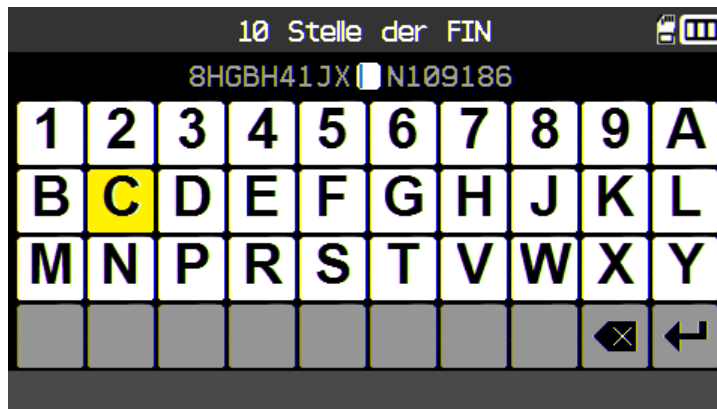 10 Stelle der FIN
8HGBH41JX N109186
1 2 3 4 5 6 7 8 9 A
B C D E F G H J K L
M N P R S T V W X Y